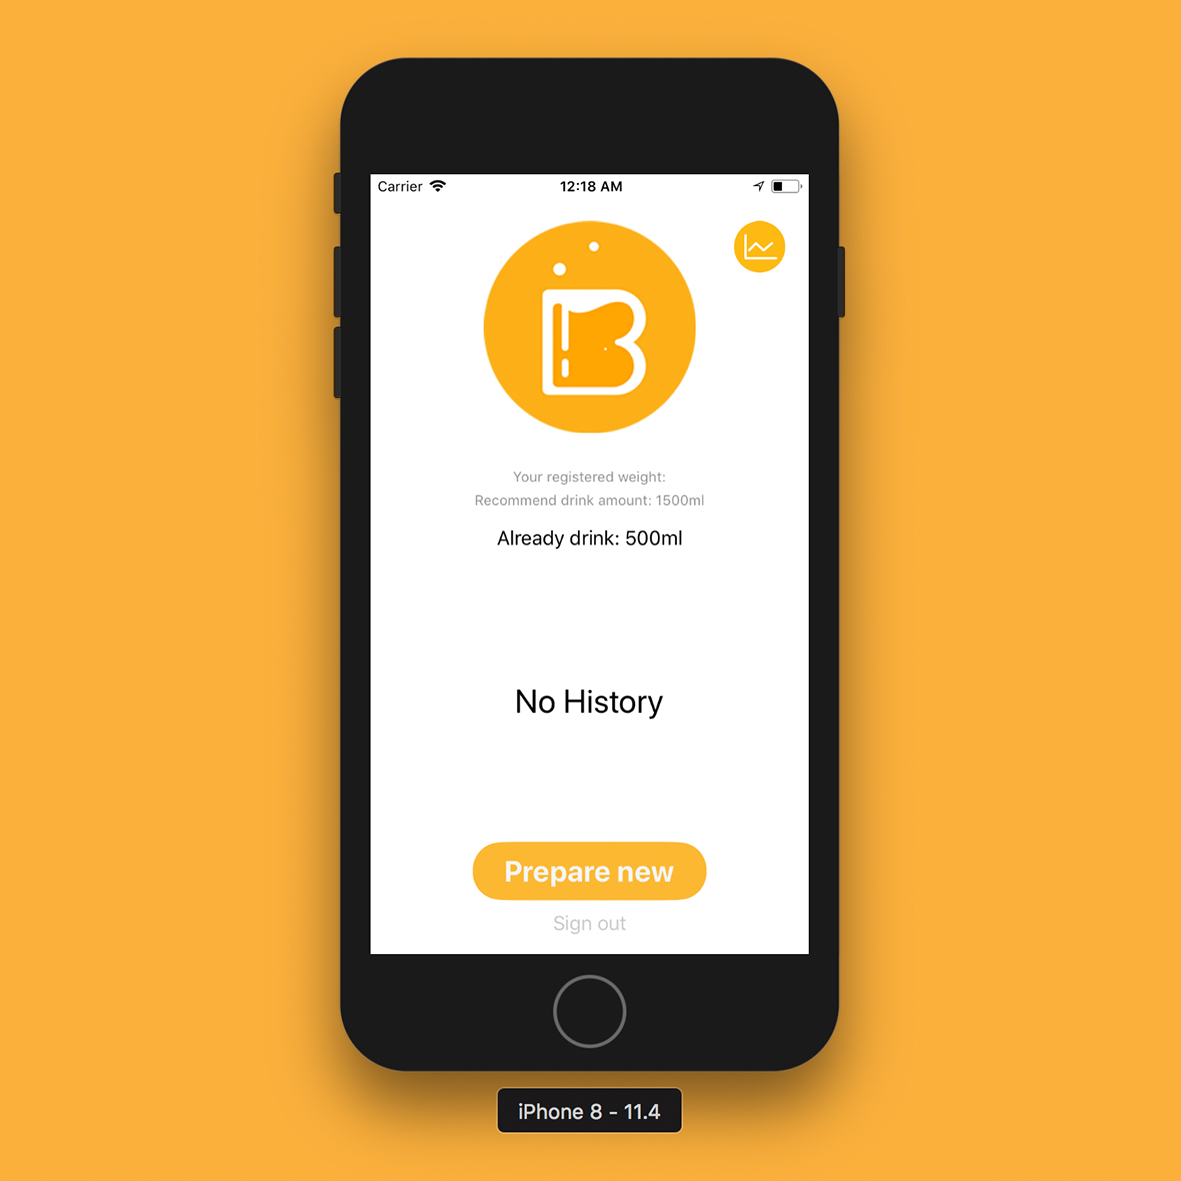 Carrier
12:18 AM
B
Your registered weight:
Recommend drink amount: 1500ml
Already drink: 500ml
No History
Prepare new
Sign out
iPhone 8 - 11.4